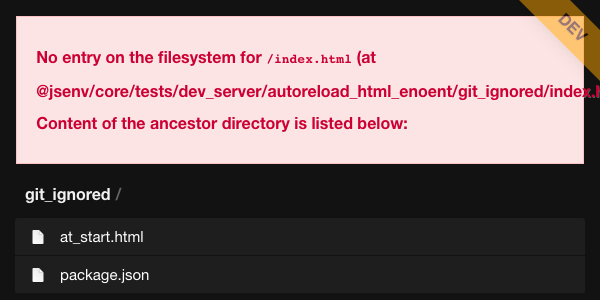 DEV
No entry on the filesystem for /index.html (at
@jsenv/core/tests/dev_server/autoreload_html_enoent/git_ignored/index.h
Content of the ancestor directory is listed below:
git_ignored /
at_start.html
package.json